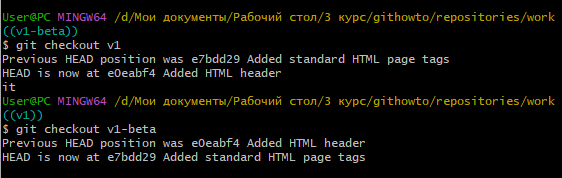 User@PC MINGW64 /d/Мои документы/Рабочий стол/3 курс/githowto/repositories/work
((v1-beta))
$ git checkout v1
Previous HEAD position was e7bdd29 Added standard HTML page tags
HEAD is now at e0eabf4 Added HTML header
it
User@PC MINGW64 /d/Мои документы/Рабочий стол/3 курс/githowto/repositories/work
((v1))
$ git checkout v1-beta
Previous HEAD position was e0eabf4 Added HTML header
HEAD is now at e7bdd29 Added standard HTML page tags